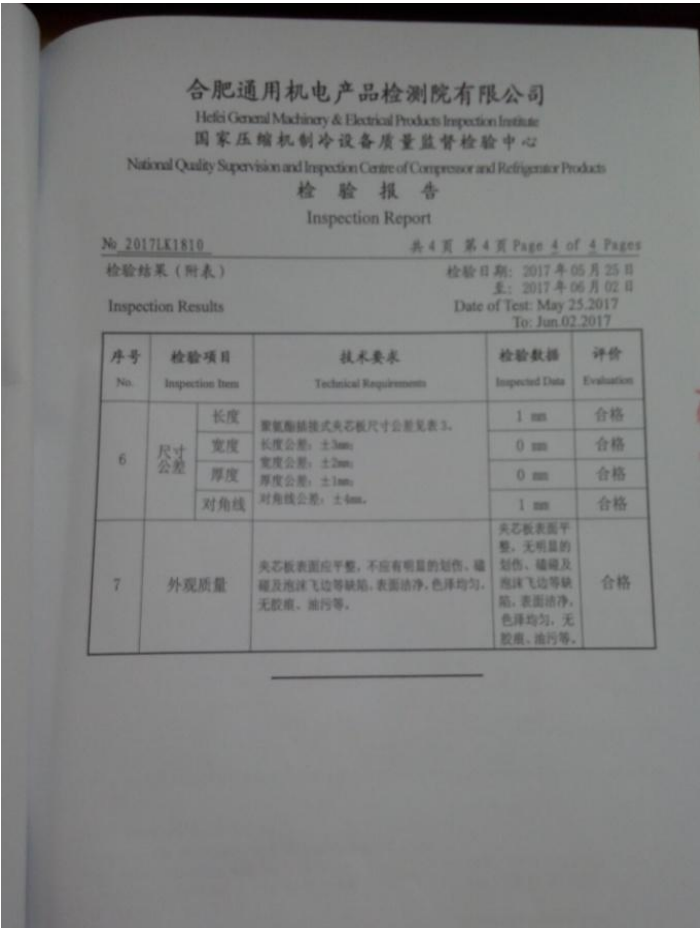 合肥通用机电产品检测院有限公司
Hefei General Machinery & Electrical Products Inspection Institute
国家压缩机制冷设备质量监督检验中心
National Quality Supervision and Inspection Centre of Compressor and Refrigerator Products
检 验 报 告
Inspection Report
№ 2017LK1810 共 4 页 第 4 页 Page 4 of 4 Pages
检验结果（附表） 检验日期：2017 年 05 月 25 日
至：2017 年 06 月 02 日
Inspection Results Date of Test: May 25.2017
To: Jun.02.2017
序号 检验项目 技术要求 检验数据 评价
No. Inspection Item Technical Requirements Inspected Data Evaluation
6 尺寸公差
长度 1 mm 合格
宽度 0 mm 合格
厚度 0 mm 合格
对角线 1 mm 合格
聚氨酯插接式夹芯板尺寸公差见表 3。
长度公差：±3mm；
宽度公差：±2mm；
厚度公差：±1mm；
对角线公差：±4mm。
7 外观质量
夹芯板表面应平整，不应有明显的划伤、磕
碰及泡沫飞边等缺陷，表面洁净，色泽均匀，
无胶痕、油污等。
夹芯板表面平
整，无明显的
划伤、磕碰及
泡沫飞边等缺
陷，表面洁净，
色泽均匀，无
胶痕、油污等。
合格